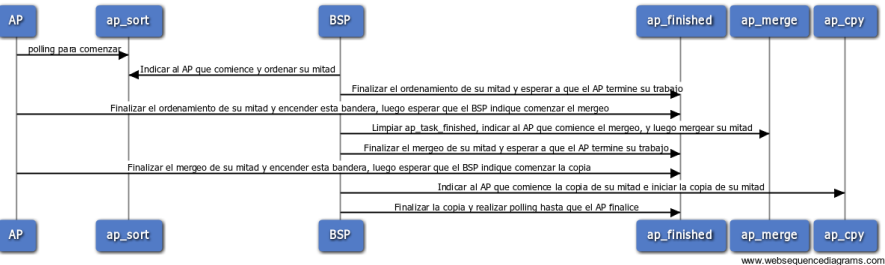 AP ap_sort BSP ap_finished ap_merge ap_cpy
polling para comenzar
Indicar al AP que comience y ordenar su mitad
Finalizar el ordenamiento de su mitad y esperar a que el AP termine su trabajo
Finalizar el ordenamiento de su mitad y encender esta bandera, luego esperar que el BSP indique comenzar el mergeo
Limpiar ap_task_finished, indicar al AP que comience el mergeo, y luego mergear su mitad
Finalizar el mergeo de su mitad y esperar a que el AP termine su trabajo
Finalizar el mergeo de su mitad y encender esta bandera, luego esperar que el BSP indique comenzar la copia
Indicar al AP que comience la copia de su mitad e iniciar la copia de su mitad
Finalizar la copia y realizar polling hasta que el AP finalice
AP ap_sort BSP ap_finished ap_merge ap_cpy
www.websequencediagrams.com